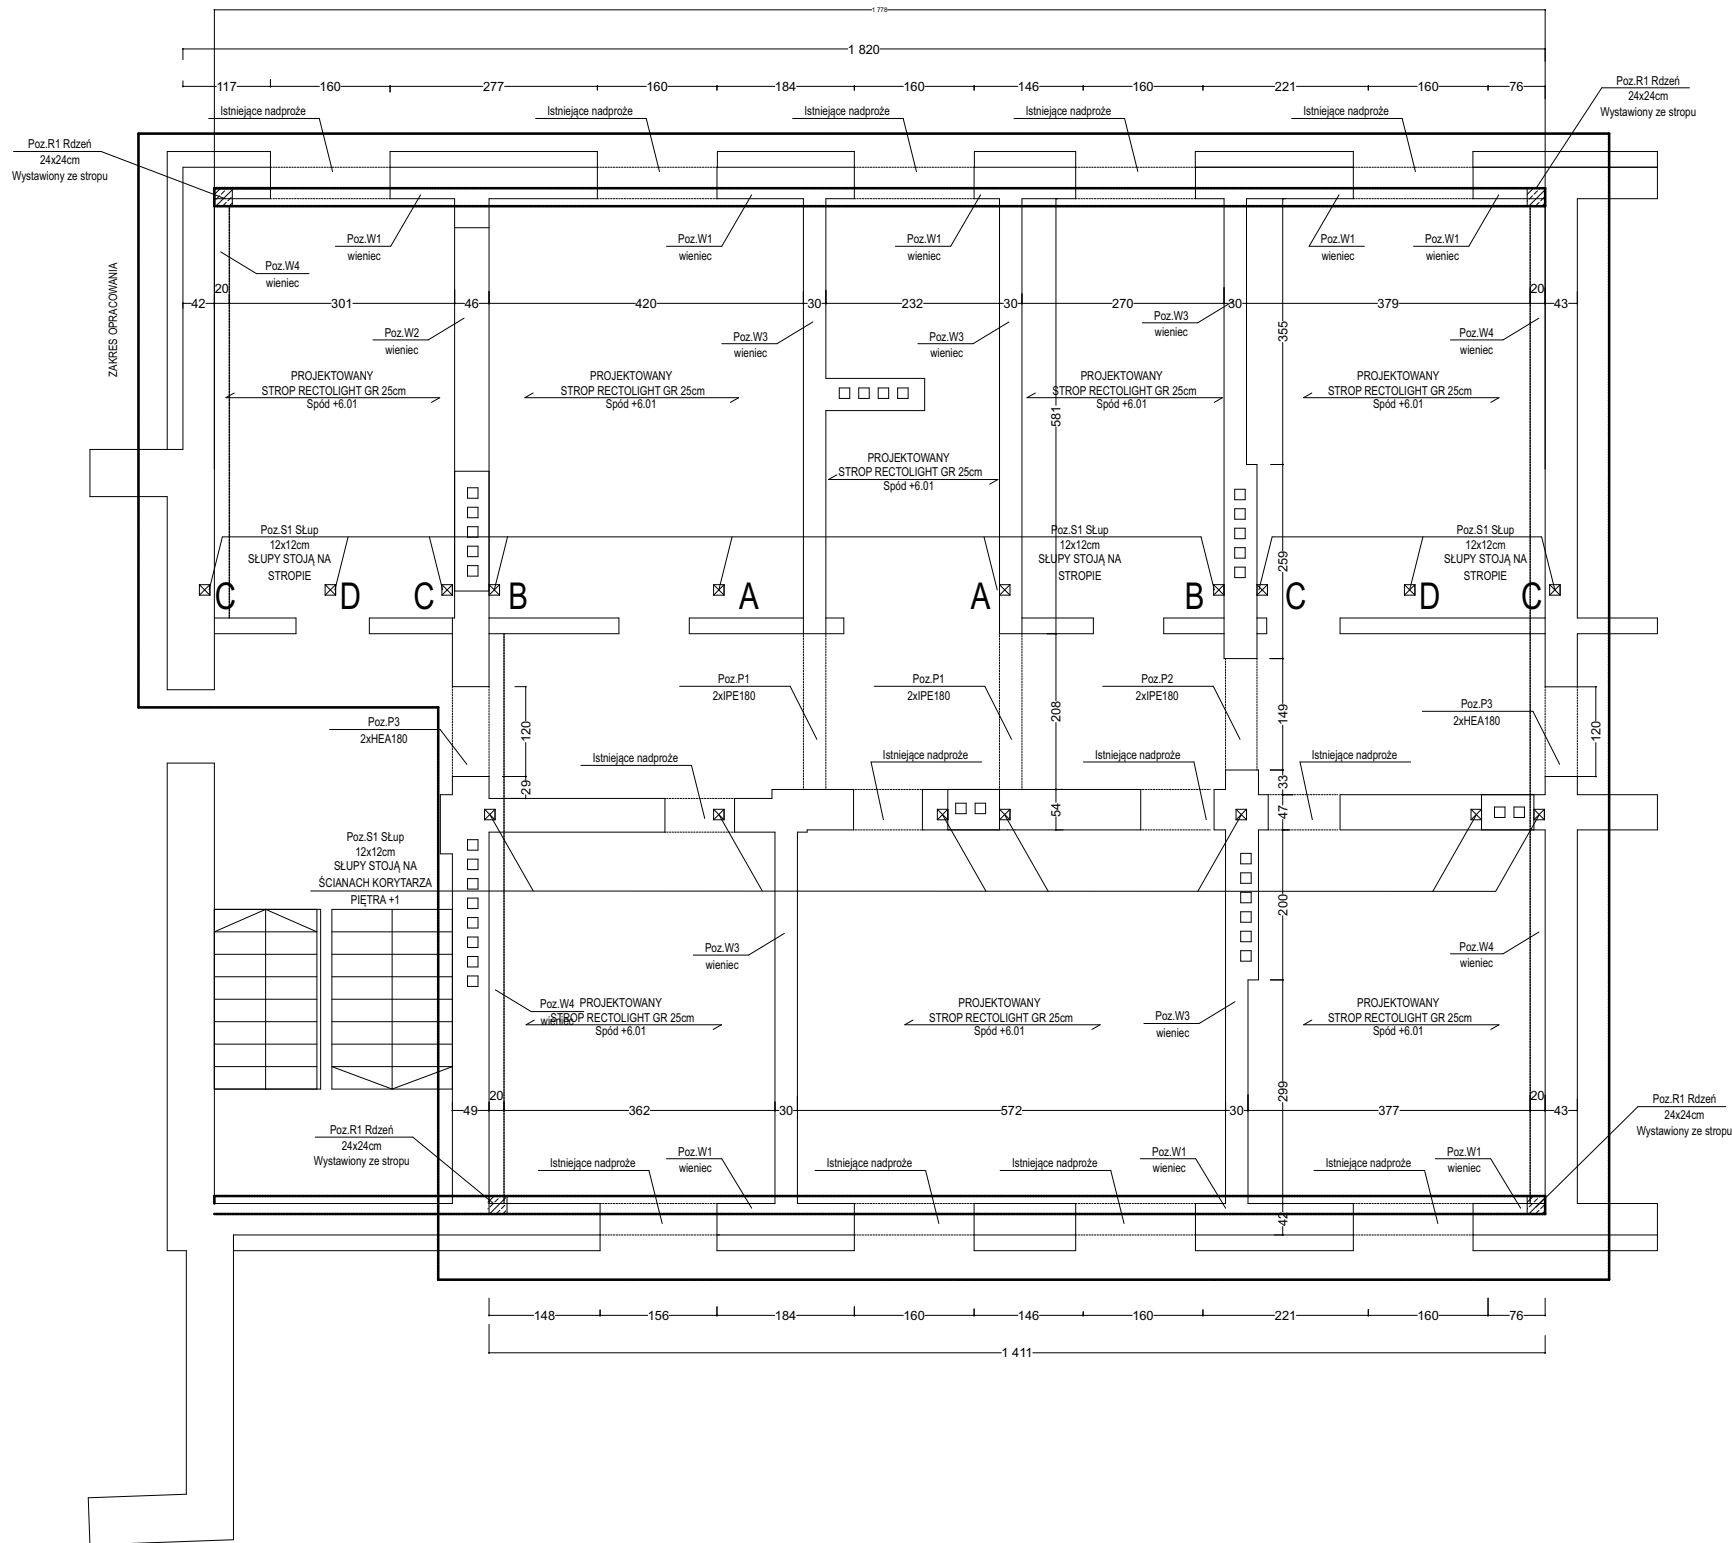 1 778
1 820
117 160 277 160 184 160 146 160 221 160 76
Istniejące nadproże Istniejące nadproże Istniejące nadproże Istniejące nadproże Istniejące nadproże
Poz.R1 Rdzeń
24x24cm
Wystawiony ze stropu
Poz.R1 Rdzeń
24x24cm
Wystawiony ze stropu
ZAKRES OPRACOWANIA
Poz.W1
wieniec
Poz.W1
wieniec
Poz.W1
wieniec
Poz.W1
wieniec
Poz.W1
wieniec
Poz.W4
wieniec
42 20 301 46 420 30 232 30 270 30 379 20 43
Poz.W2
wieniec
Poz.W3
wieniec
Poz.W3
wieniec
Poz.W3
wieniec
Poz.W4
wieniec
355
PROJEKTOWANY
STROP RECTOLIGHT GR 25cm
Spód +6.01
PROJEKTOWANY
STROP RECTOLIGHT GR 25cm
Spód +6.01
PROJEKTOWANY
STROP RECTOLIGHT GR 25cm
Spód +6.01
PROJEKTOWANY
STROP RECTOLIGHT GR 25cm
Spód +6.01
PROJEKTOWANY
STROP RECTOLIGHT GR 25cm
Spód +6.01
581
259
Poz.S1 SŁup
12x12cm
SŁUPY STOJĄ NA
STROPIE
Poz.S1 SŁup
12x12cm
SŁUPY STOJĄ NA
STROPIE
Poz.S1 SŁup
12x12cm
SŁUPY STOJĄ NA
STROPIE
C D C B A A B C D C
Poz.P1
2xIPE180
Poz.P1
2xIPE180
Poz.P2
2xIPE180
Poz.P3
2xHEA180
Poz.P3
2xHEA180
120
29
208
54
149
33
47
120
Istniejące nadproże Istniejące nadproże Istniejące nadproże Istniejące nadproże
Poz.S1 SŁup
12x12cm
SŁUPY STOJĄ NA
ŚCIANACH KORYTARZA
PIĘTRA +1
200
Poz.W3
wieniec
Poz.W4
wieniec
Poz.W4
wieniec
PROJEKTOWANY
STROP RECTOLIGHT GR 25cm
Spód +6.01
PROJEKTOWANY
STROP RECTOLIGHT GR 25cm
Spód +6.01
Poz.W3
wieniec
PROJEKTOWANY
STROP RECTOLIGHT GR 25cm
Spód +6.01
299
49 20 362 30 572 30 377 20 43
Poz.R1 Rdzeń
24x24cm
Wystawiony ze stropu
Poz.R1 Rdzeń
24x24cm
Wystawiony ze stropu
Poz.W1
wieniec
Poz.W1
wieniec
Poz.W1
wieniec
Istniejące nadproże Istniejące nadproże Istniejące nadproże Istniejące nadproże
42
148 156 184 160 146 160 221 160 76
1 411